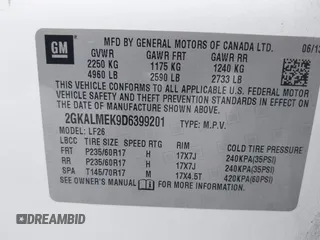 GM
MFD BY GENERAL MOTORS OF CANADA LTD.
06/12
GVWR GAWR FRT GAWR RR
2250 KG 1175 KG 1240 KG
4960 LB 2590 LB 2733 LB
THIS VEHICLE CONFORMS TO ALL APPLICABLE U.S. FEDERAL
MOTOR VEHICLE SAFETY, BUMPER, AND THEFT
PREVENTION STANDARDS IN EFFECT ON THE
DATE OF MANUFACTURE SHOWN ABOVE.
2GKALMEK9D6399201 TYPE: M.P.V.
MODEL: LF26
LBCC TIRE SIZE SPEED RTG RIM COLD TIRE PRESSURE
FRT P235/60R17 H 17X7J 240KPA(35PSI)
RR P235/60R17 H 17X7J 240KPA(35PSI)
SPA T145/70R17 M 17X4.5T 420KPA(60PSI)
SEE OWNER'S MANUAL FOR ADDITIONAL INFORMATION.